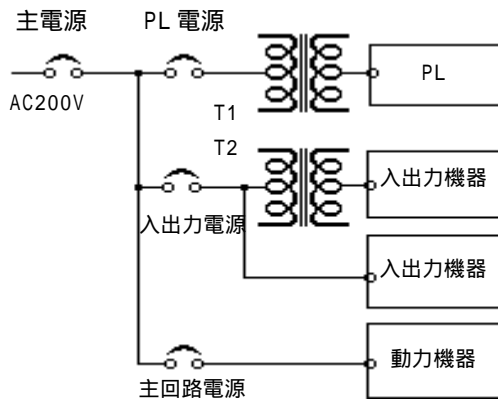 主電源
PL 電源
AC200V
T1
PL
T2
入出力電源
入出力機器
入出力機器
主回路電源
動力機器